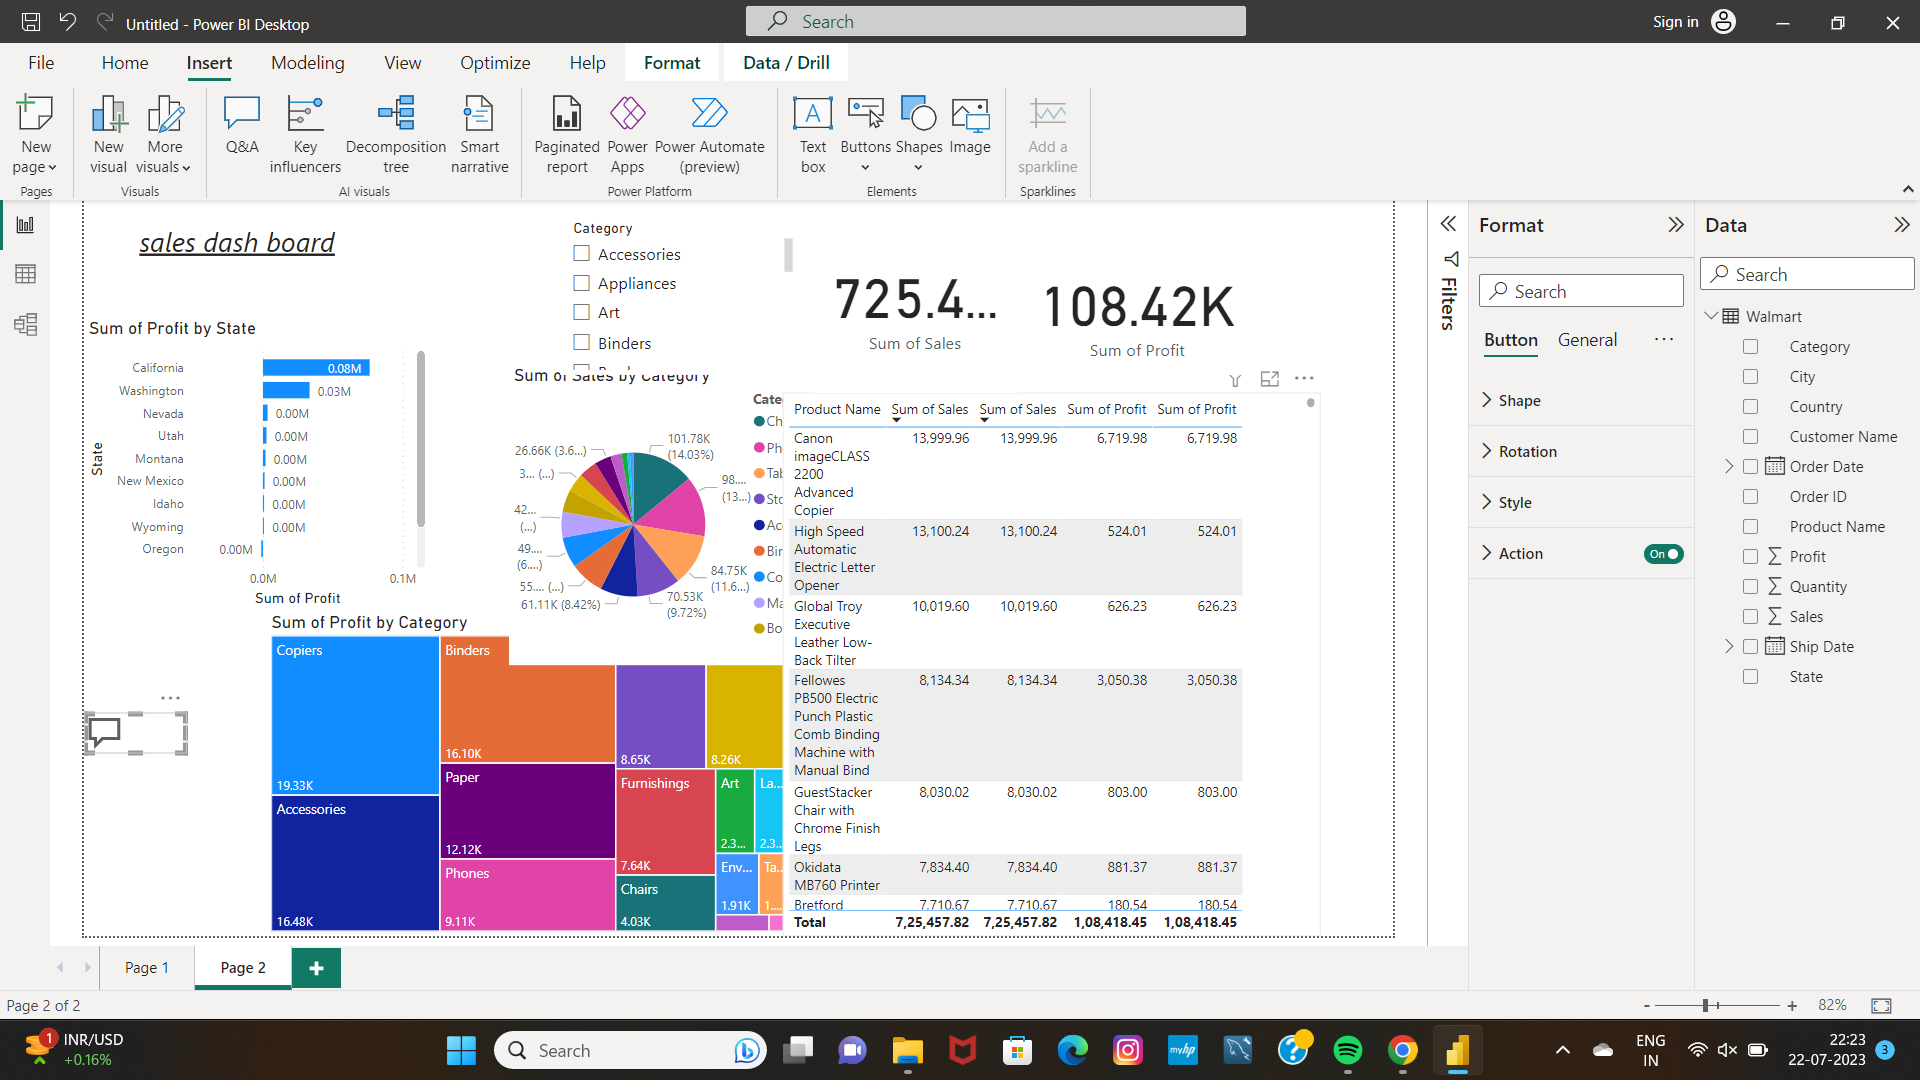 Untitled - Power BI Desktop
Search
Sign in
File Home Insert Modeling View Optimize Help Format Data / Drill
New page
New visual
More visuals
Q&A
Key influencers
Decomposition tree
Smart narrative
Paginated report
Power Apps
Power Automate (preview)
Text box
Buttons
Shapes
Image
Add a sparkline
Pages Visuals AI visuals Power Platform Elements Sparklines
sales dash board
Category
Accessories
Appliances
Art
Binders
725.4...
Sum of Sales
108.42K
Sum of Profit
Sum of Profit by State
State
California 0.08M
Washington 0.03M
Nevada 0.00M
Utah 0.00M
Montana 0.00M
New Mexico 0.00M
Idaho 0.00M
Wyoming 0.00M
Oregon 0.00M
0.0M 0.1M
Sum of Profit
Sum of Sales by Category
101.78K (14.03%)
98.... (13...)
84.75K (11.6...)
70.53K (9.72%)
61.11K (8.42%)
55.... (...)
49.... (6....)
42... (...)
3... (...)
26.66K (3.6...)
Cate
Ch
Ph
Tab
Sto
Ac
Bin
Co
Ma
Bo
Sum of Profit by Category
Copiers
19.33K
Accessories
16.48K
Binders
16.10K
Paper
12.12K
Phones
9.11K
8.65K
8.26K
Furnishings
7.64K
Chairs
4.03K
Art
2.3...
La...
2.3...
Env...
1.91K
Ta...
1....
Product Name Sum of Sales Sum of Sales Sum of Profit Sum of Profit
Canon imageCLASS 2200 Advanced Copier 13,999.96 13,999.96 6,719.98 6,719.98
High Speed Automatic Electric Letter Opener 13,100.24 13,100.24 524.01 524.01
Global Troy Executive Leather Low-Back Tilter 10,019.60 10,019.60 626.23 626.23
Fellowes PB500 Electric Punch Plastic Comb Binding Machine with Manual Bind 8,134.34 8,134.34 3,050.38 3,050.38
GuestStacker Chair with Chrome Finish Legs 8,030.02 8,030.02 803.00 803.00
Okidata MB760 Printer 7,834.40 7,834.40 881.37 881.37
Bretford 7,710.67 7,710.67 180.54 180.54
Total 7,25,457.82 7,25,457.82 1,08,418.45 1,08,418.45
Filters
Format
Search
Button General
Shape
Rotation
Style
Action On
Data
Search
Walmart
Category
City
Country
Customer Name
Order Date
Order ID
Product Name
Profit
Quantity
Sales
Ship Date
State
Page 1 Page 2
Page 2 of 2
82%
1
INR/USD
+0.16%
Search
myhp
ENG
IN
22:23
22-07-2023
3